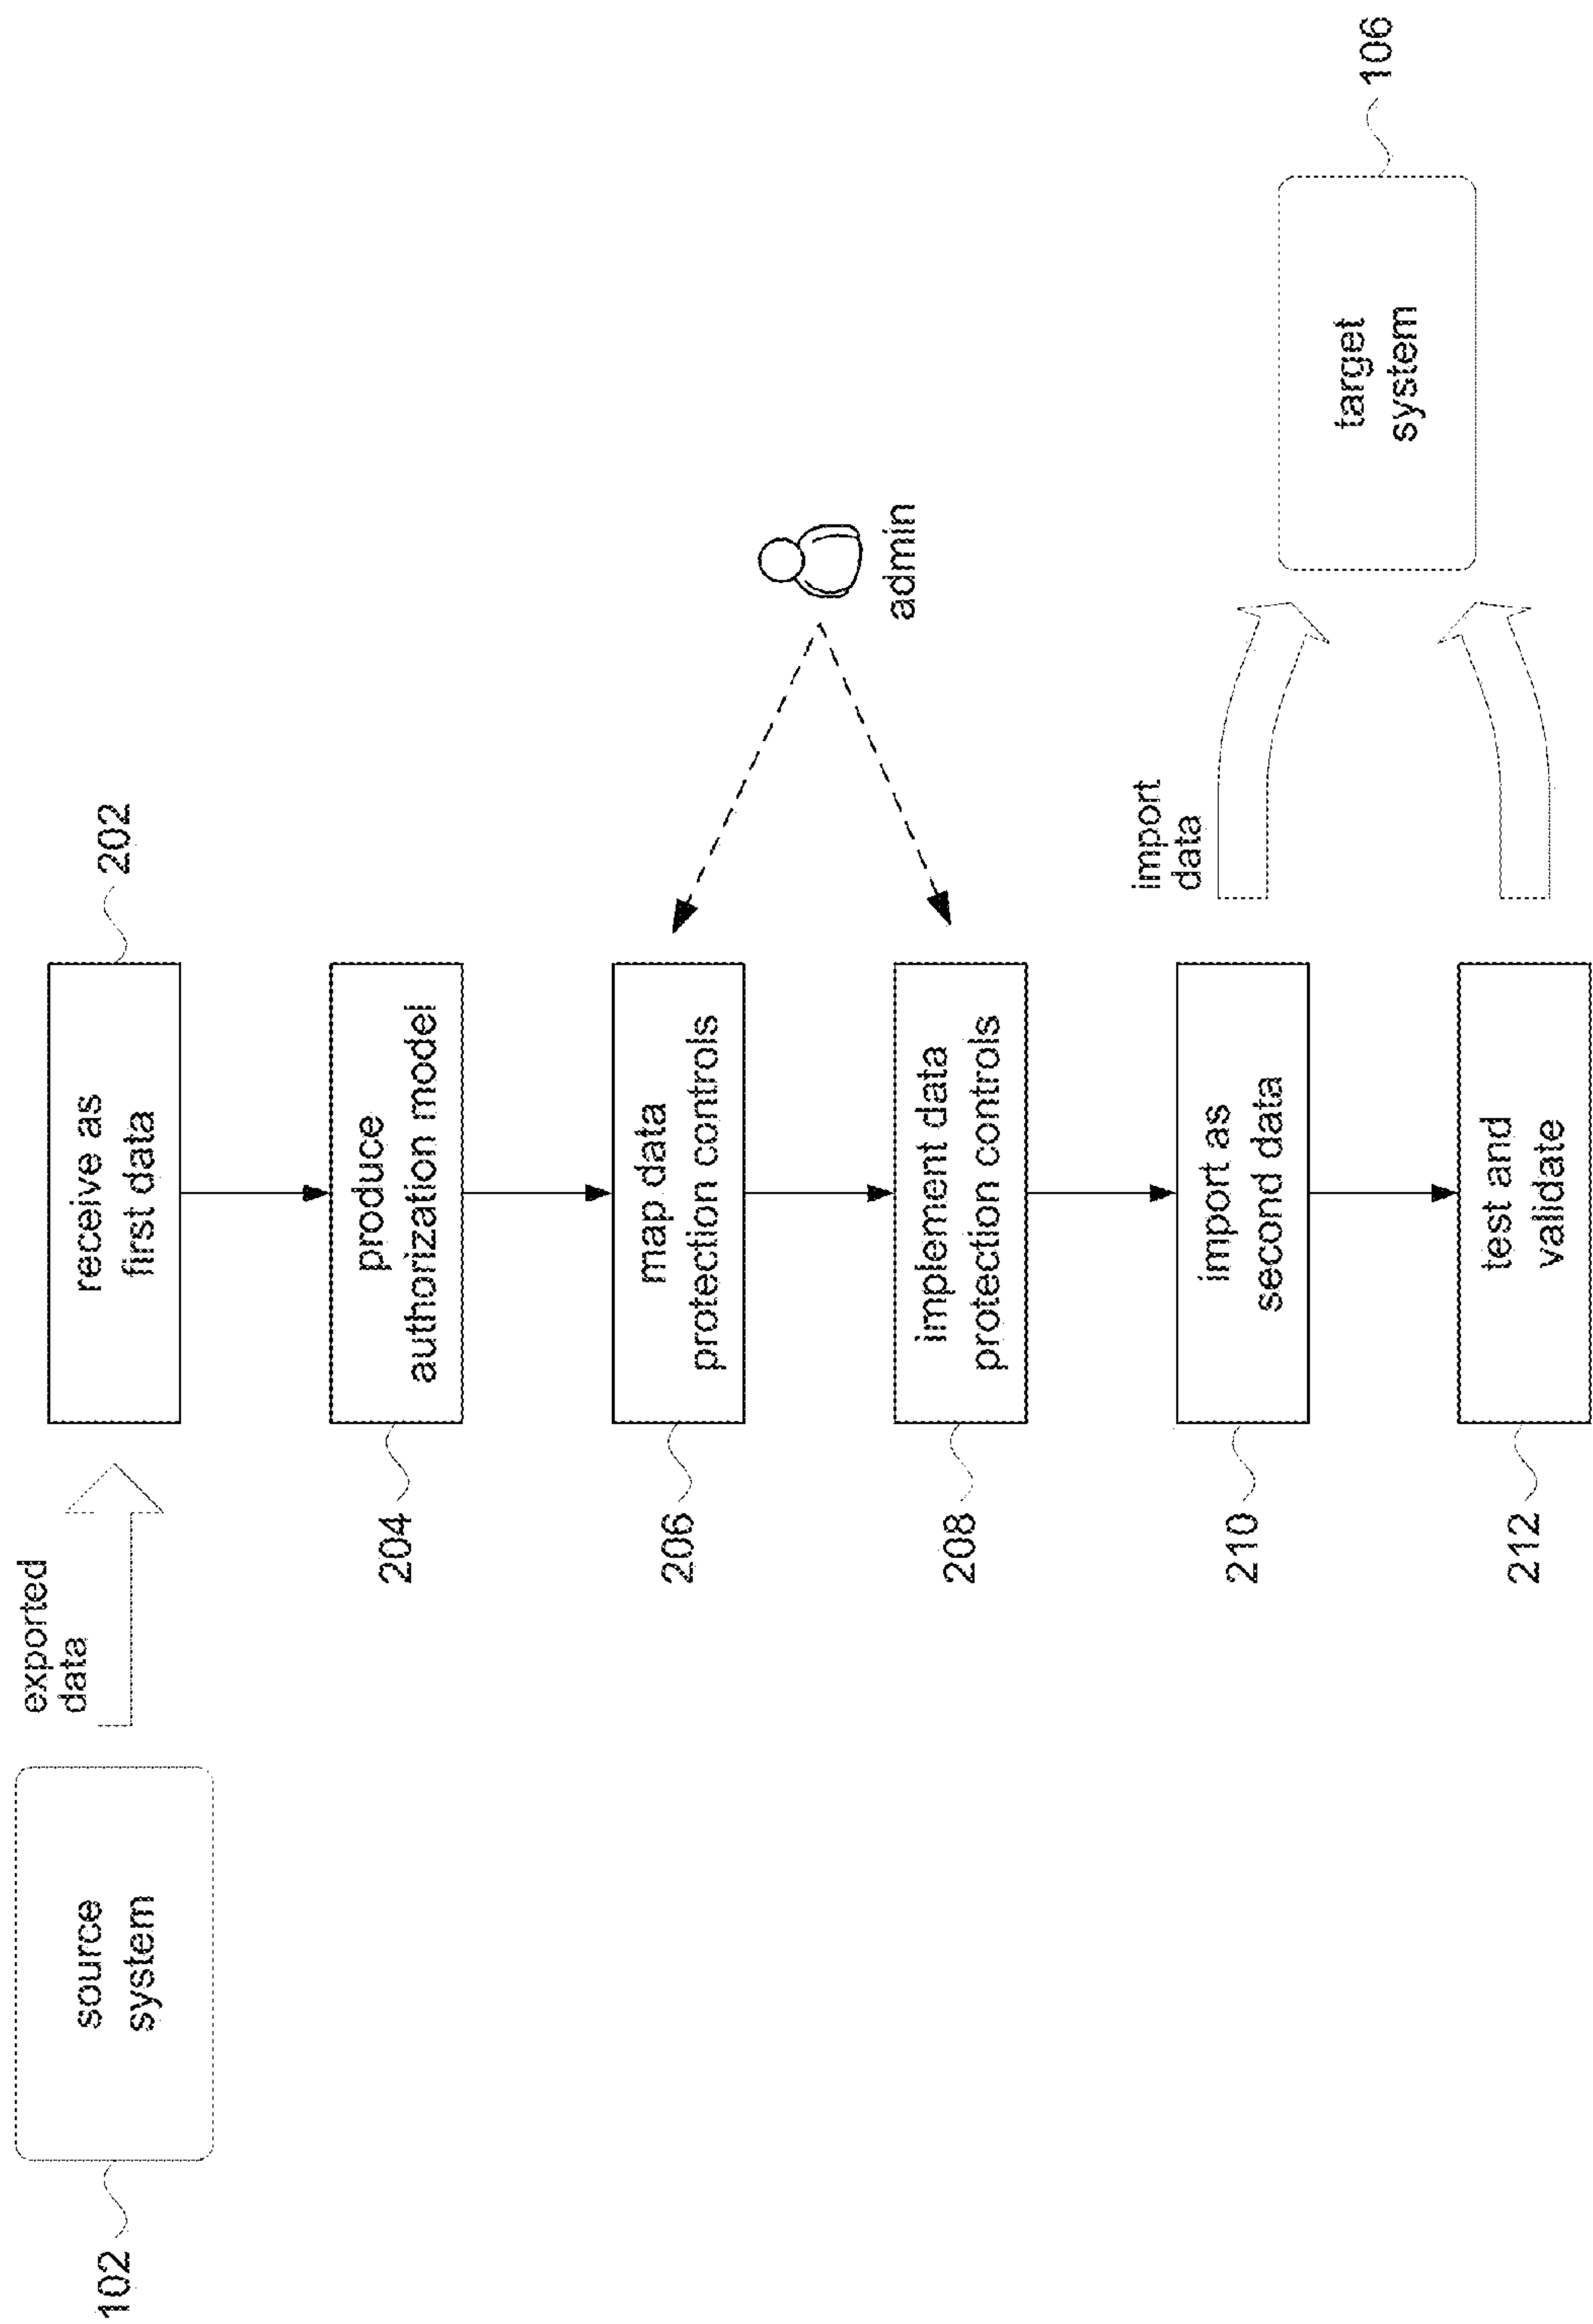 102
source
system
exported
data
receive as
first data
202
204
produce
authorization model
206
map data
protection controls
208
implement data
protection controls
admin
210
import as
second data
import
data
212
test and
validate
target
system
106